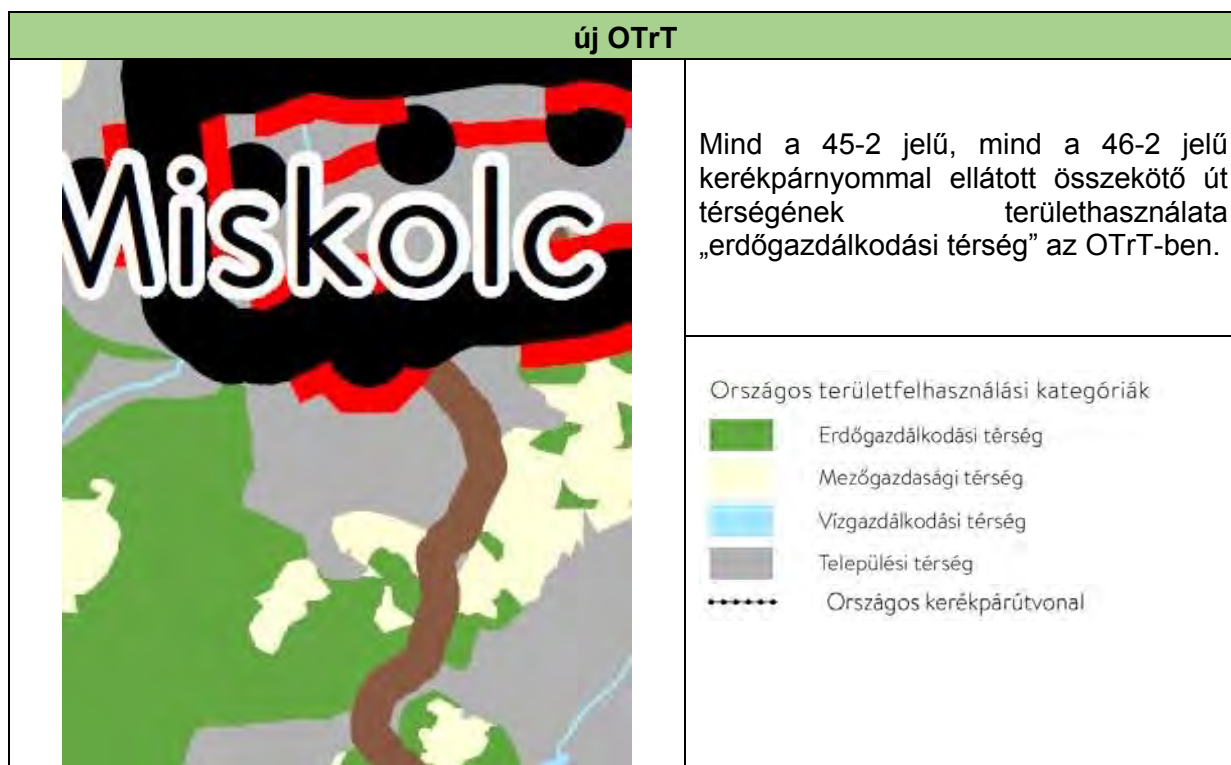 új OTrT
Miskolc
Mind a 45-2 jelű, mind a 46-2 jelű
kerékpárnyommal ellátott összekötő út
térségének területhasználata
„erdőgazdálkodási térség” az OTrT-ben.
Országos területfelhasználási kategóriák
Erdőgazdálkodási térség
Mezőgazdasági térség
Vízgazdálkodási térség
Települési térség
Országos kerékpárútvonal